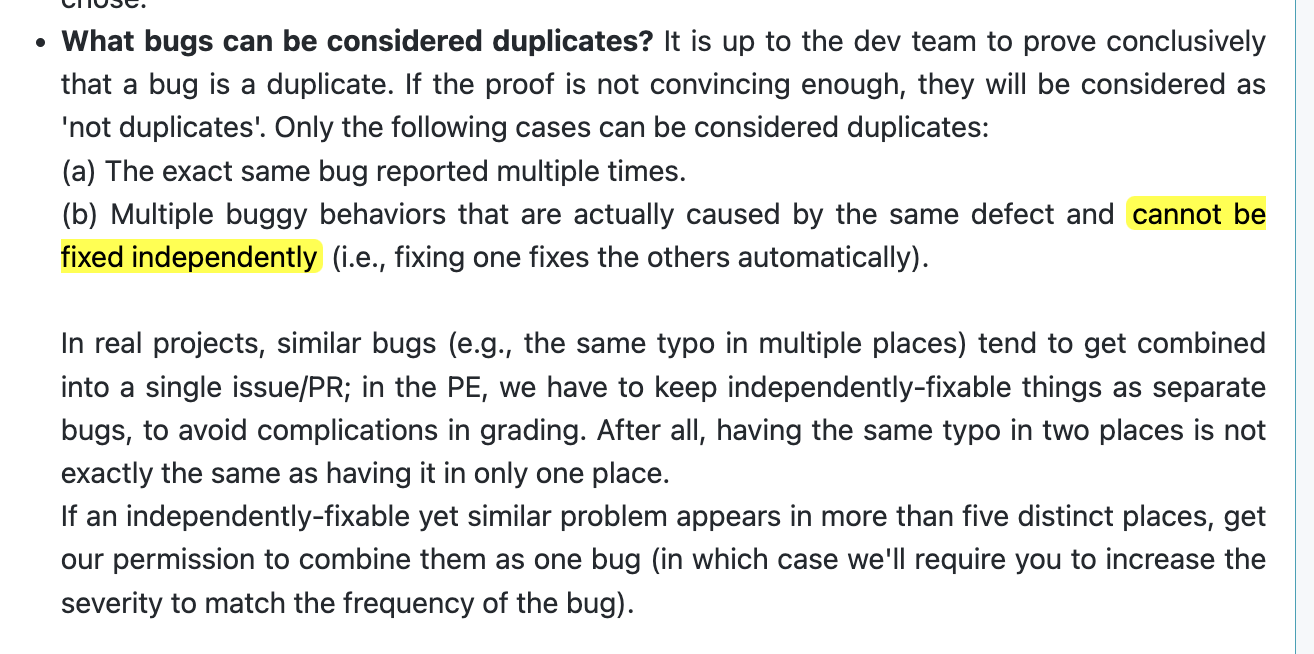 chose.
• What bugs can be considered duplicates? It is up to the dev team to prove conclusively
that a bug is a duplicate. If the proof is not convincing enough, they will be considered as
'not duplicates'. Only the following cases can be considered duplicates:
(a) The exact same bug reported multiple times.
(b) Multiple buggy behaviors that are actually caused by the same defect and cannot be
fixed independently (i.e., fixing one fixes the others automatically).
In real projects, similar bugs (e.g., the same typo in multiple places) tend to get combined
into a single issue/PR; in the PE, we have to keep independently-fixable things as separate
bugs, to avoid complications in grading. After all, having the same typo in two places is not
exactly the same as having it in only one place.
If an independently-fixable yet similar problem appears in more than five distinct places, get
our permission to combine them as one bug (in which case we'll require you to increase the
severity to match the frequency of the bug).